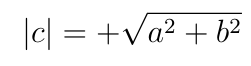 |c| = +√a² + b²